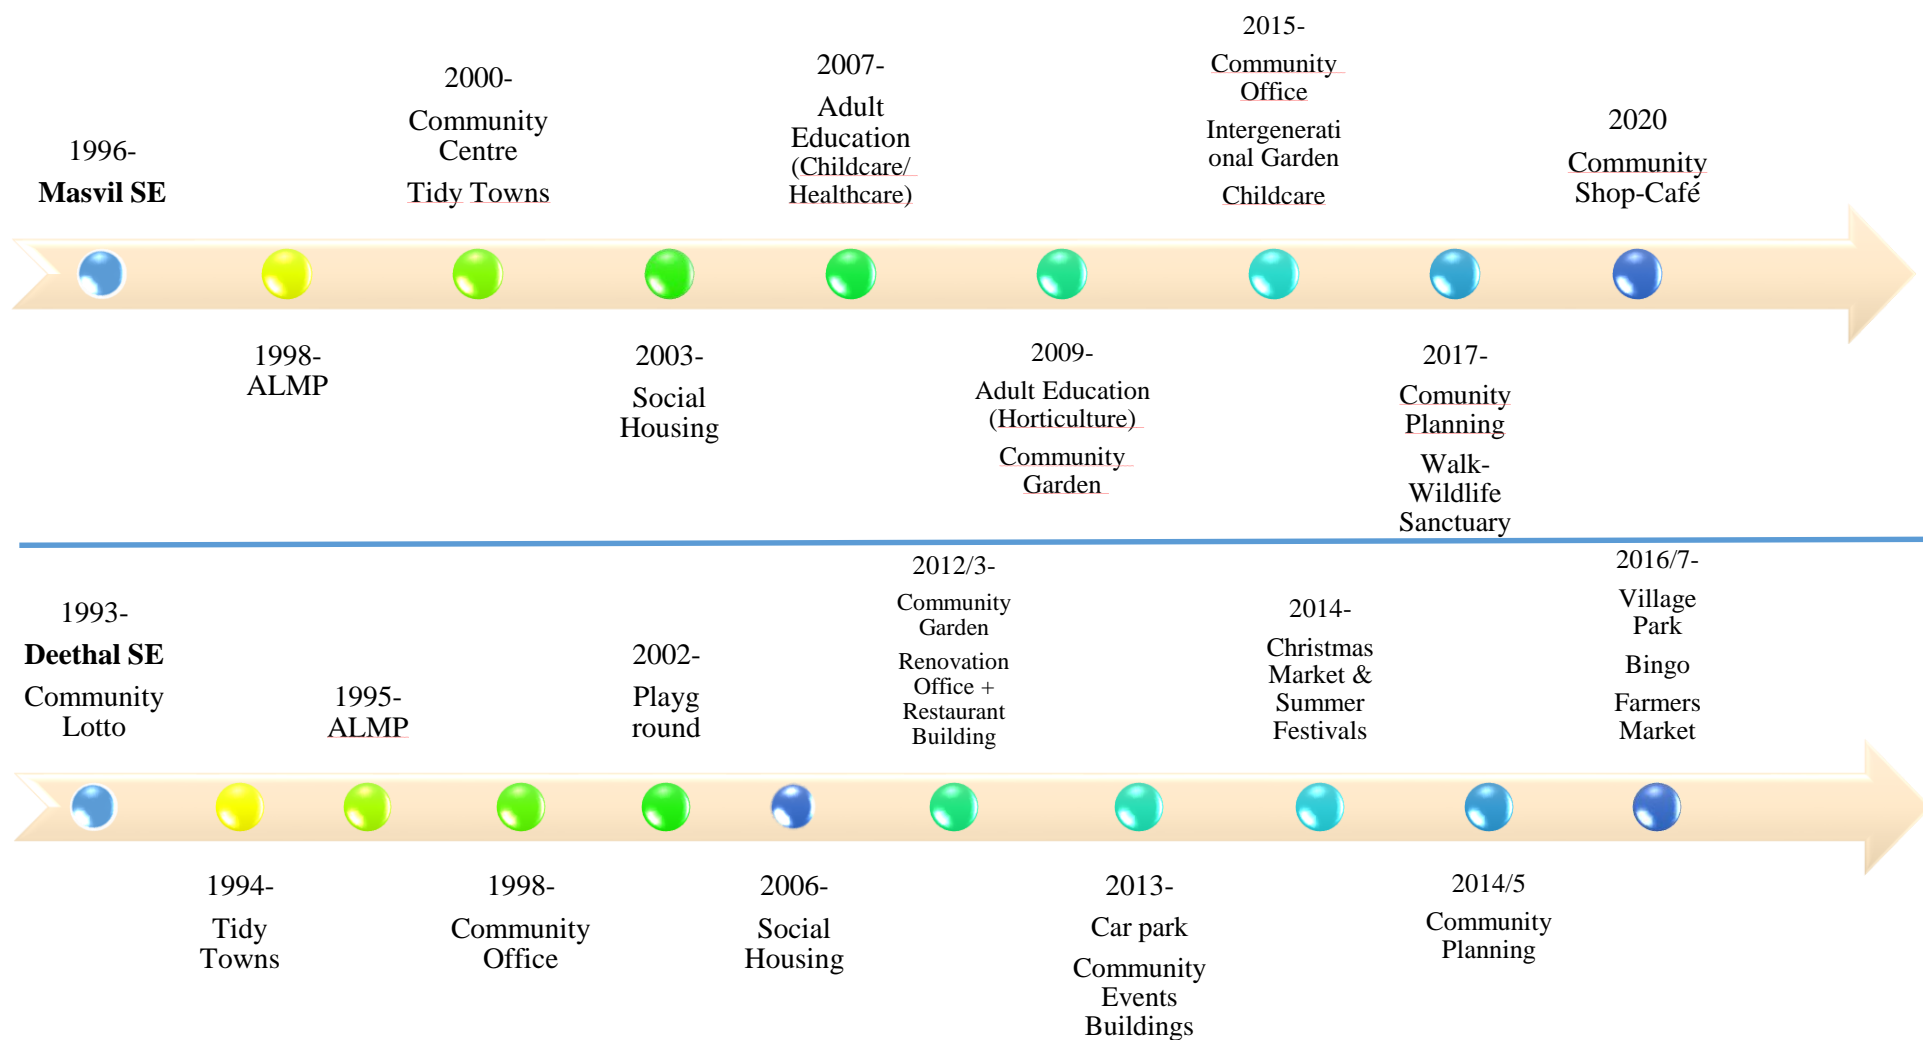 1996-
Masvil SE
1998-
ALMP
2000-
Community
Centre
Tidy Towns
2003-
Social
Housing
2007-
Adult
Education
(Childcare/
Healthcare)
2009-
Adult Education
(Horticulture)
Community
Garden
2015-
Community
Office
Intergenerati
onal Garden
Childcare
2017-
Comunity
Planning
Walk-
Wildlife
Sanctuary
2020
Community
Shop-Café
1993-
Deethal SE
Community
Lotto
1994-
Tidy
Towns
1995-
ALMP
1998-
Community
Office
2002-
Playg
round
2006-
Social
Housing
2012/3-
Community
Garden
Renovation
Office +
Restaurant
Building
2013-
Car park
Community
Events
Buildings
2014-
Christmas
Market &
Summer
Festivals
2014/5
Community
Planning
2016/7-
Village
Park
Bingo
Farmers
Market